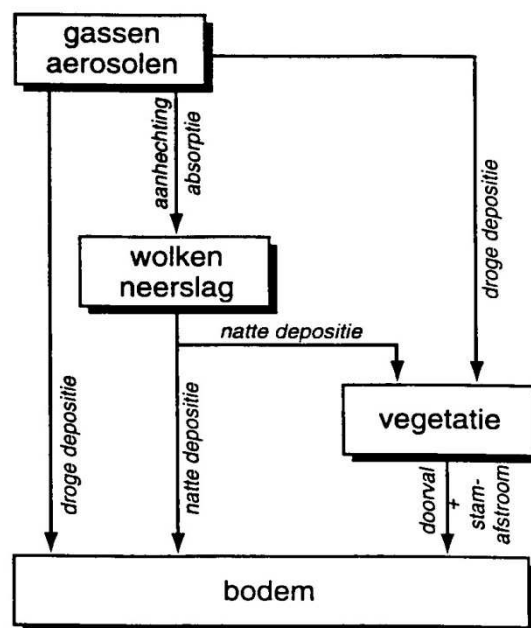 gassen
aerosolen
aanhechting
absorptie
droge depositie
wolken
neerslag
natte depositie
vegetatie
droge depositie
natte depositie
doorval
+
stam-
afstroom
bodem